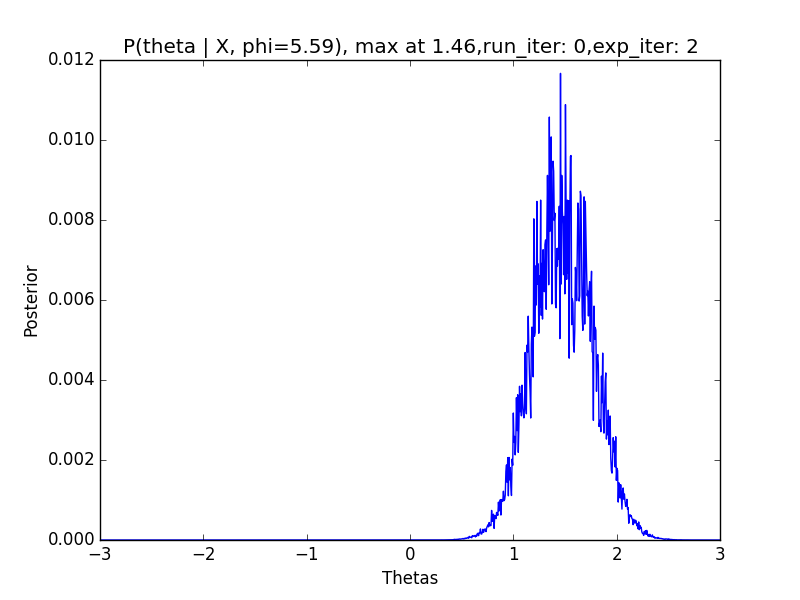 P(theta | X, phi=5.59), max at 1.46,run_iter: 0,exp_iter: 2
0.012
0.010
0.008
0.006
0.004
0.002
0.000
Posterior
−3 −2 −1 0 1 2 3
Thetas